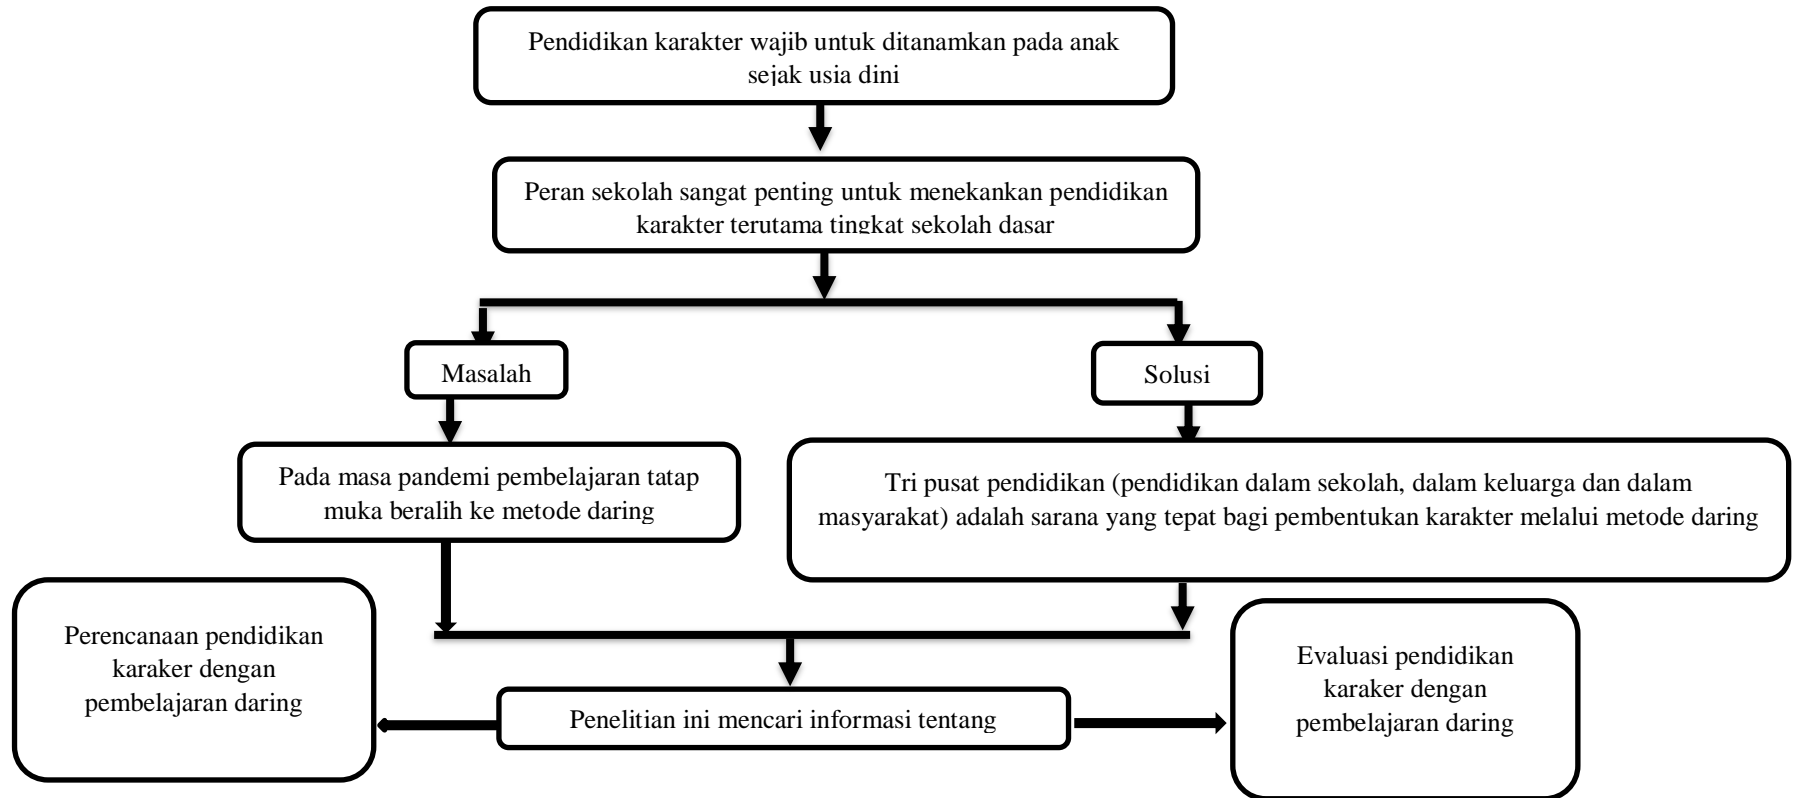 Pendidikan karakter wajib untuk ditanamkan pada anak
sejak usia dini
Peran sekolah sangat penting untuk menekankan pendidikan
karakter terutama tingkat sekolah dasar
Masalah
Solusi
Pada masa pandemi pembelajaran tatap
muka beralih ke metode daring
Tri pusat pendidikan (pendidikan dalam sekolah, dalam keluarga dan dalam
masyarakat) adalah sarana yang tepat bagi pembentukan karakter melalui metode daring
Perencanaan pendidikan
karaker dengan
pembelajaran daring
Penelitian ini mencari informasi tentang
Evaluasi pendidikan
karaker dengan
pembelajaran daring